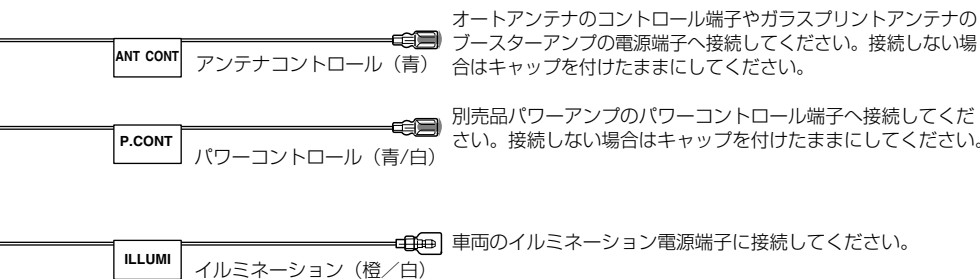 オートアンテナのコントロール端子やガラスプリントアンテナの
ブースターアンプの電源端子へ接続してください。接続しない場
合はキャップを付けたままにしてください。
ANT CONT
アンテナコントロール（青）
別売品パワーアンプのパワーコントロール端子へ接続してくだ
さい。接続しない場合はキャップを付けたままにしてください。
P.CONT
パワーコントロール（青/白）
車両のイルミネーション電源端子に接続してください。
ILLUMI
イルミネーション（橙／白）